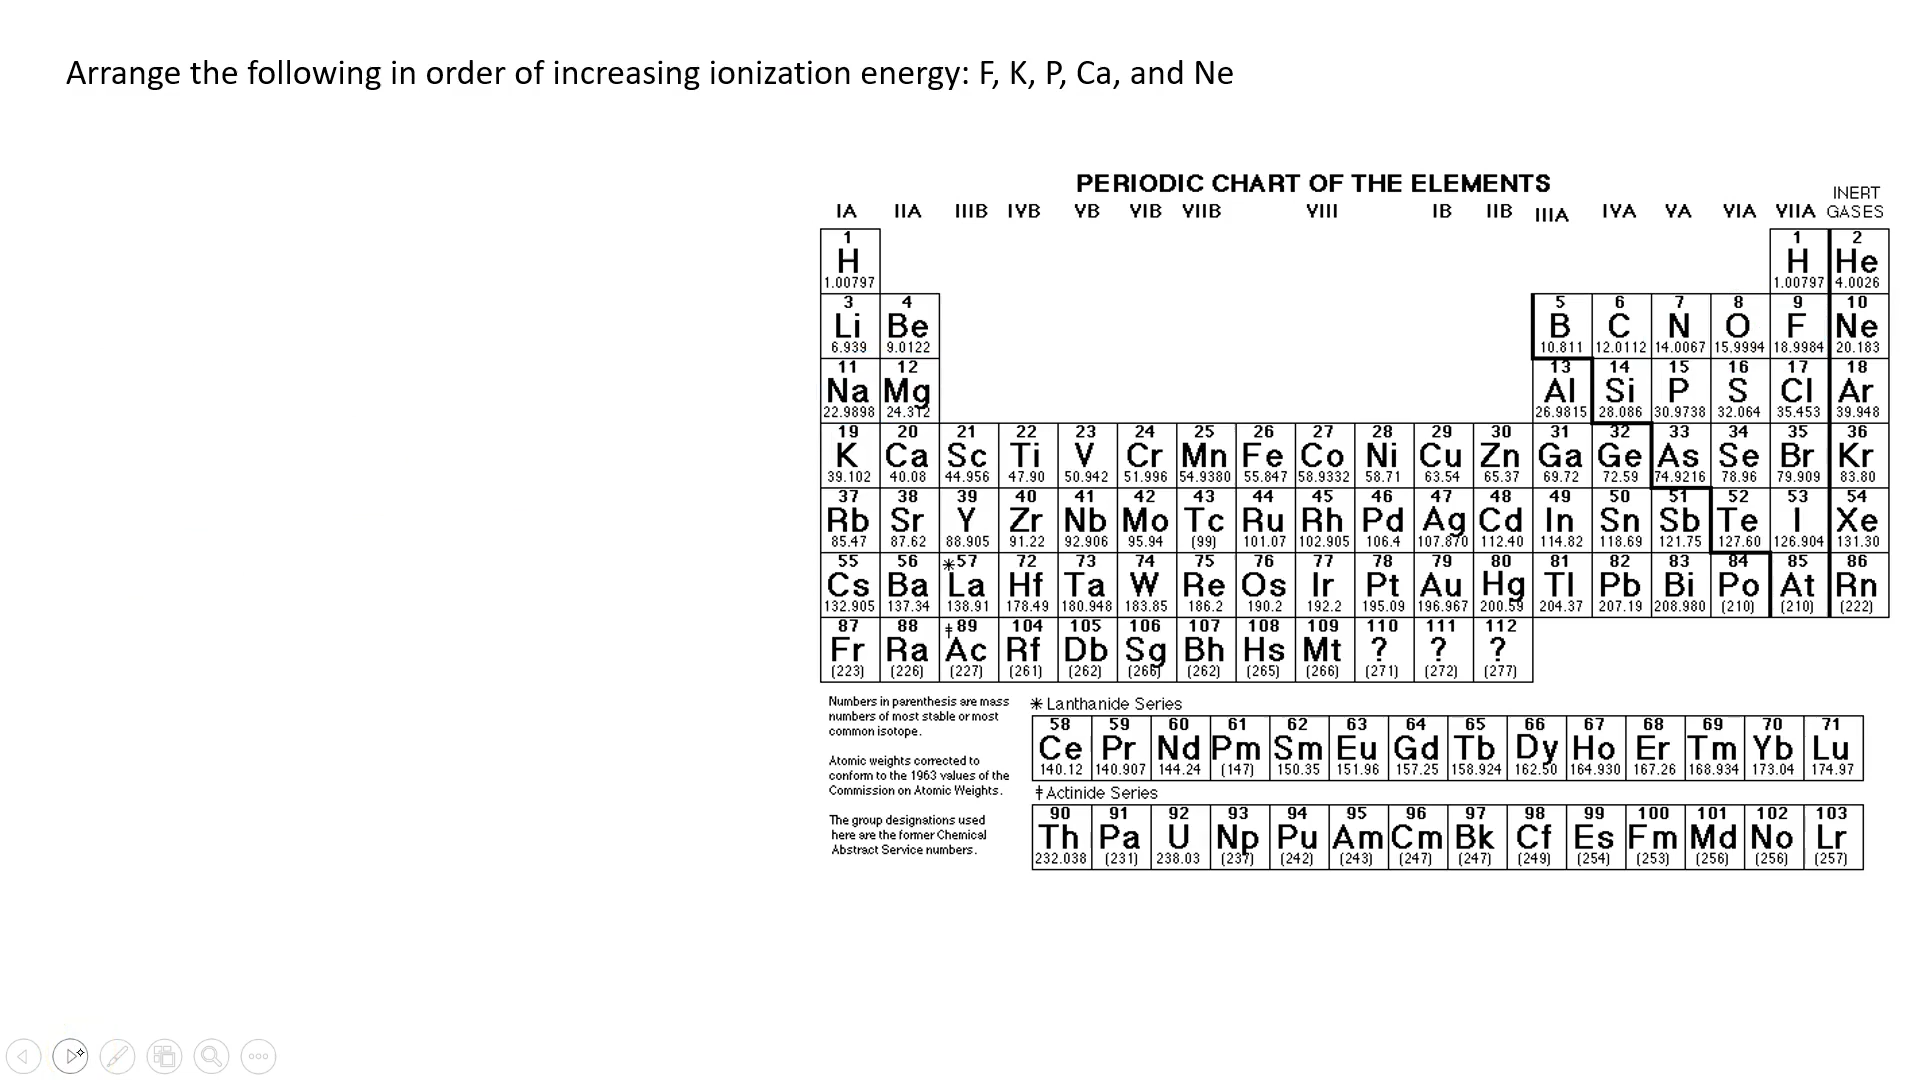 Arrange the following in order of increasing ionization energy: F, K, P, Ca, and Ne
PERIODIC CHART OF THE ELEMENTS
IA IIA IIIB IVB VB VIB VIIB VIII IB IIB IIIA IVA VA VIA VIIA INERT GASES
1 1 2
H H He
1.00797 1.00797 4.0026
3 4 5 6 7 8 9 10
Li Be B C N O F Ne
6.939 9.0122 10.811 12.0112 14.0067 15.9994 18.9984 20.183
11 12 13 14 15 16 17 18
Na Mg Al Si P S Cl Ar
22.9898 24.312 26.9815 28.086 30.9738 32.064 35.453 39.948
19 20 21 22 23 24 25 26 27 28 29 30 31 32 33 34 35 36
K Ca Sc Ti V Cr Mn Fe Co Ni Cu Zn Ga Ge As Se Br Kr
39.102 40.08 44.956 47.90 50.942 51.996 54.9380 55.847 58.9332 58.71 63.54 65.37 69.72 72.59 74.9216 78.96 79.909 83.80
37 38 39 40 41 42 43 44 45 46 47 48 49 50 51 52 53 54
Rb Sr Y Zr Nb Mo Tc Ru Rh Pd Ag Cd In Sn Sb Te I Xe
85.47 87.62 88.905 91.22 92.906 95.94 (99) 101.07 102.905 106.4 107.870 112.40 114.82 118.69 121.75 127.60 126.904 131.30
55 56 *57 72 73 74 75 76 77 78 79 80 81 82 83 84 85 86
Cs Ba La Hf Ta W Re Os Ir Pt Au Hg Tl Pb Bi Po At Rn
132.905 137.34 138.91 178.49 180.948 183.85 186.2 190.2 192.2 195.09 196.967 200.59 204.37 207.19 208.980 (210) (210) (222)
87 88 ‡89 104 105 106 107 108 109 110 111 112
Fr Ra Ac Rf Db Sg Bh Hs Mt ? ? ?
(223) (226) (227) (261) (262) (266) (262) (265) (266) (271) (272) (277)
Numbers in parenthesis are mass
numbers of most stable or most
common isotope.
Atomic weights corrected to
conform to the 1963 values of the
Commission on Atomic Weights.
The group designations used
here are the former Chemical
Abstract Service numbers.
* Lanthanide Series
58 59 60 61 62 63 64 65 66 67 68 69 70 71
Ce Pr Nd Pm Sm Eu Gd Tb Dy Ho Er Tm Yb Lu
140.12 140.907 144.24 (147) 150.35 151.96 157.25 158.924 162.50 164.930 167.26 168.934 173.04 174.97
‡ Actinide Series
90 91 92 93 94 95 96 97 98 99 100 101 102 103
Th Pa U Np Pu Am Cm Bk Cf Es Fm Md No Lr
232.038 (231) 238.03 (237) (242) (243) (247) (247) (249) (254) (253) (256) (256) (257)